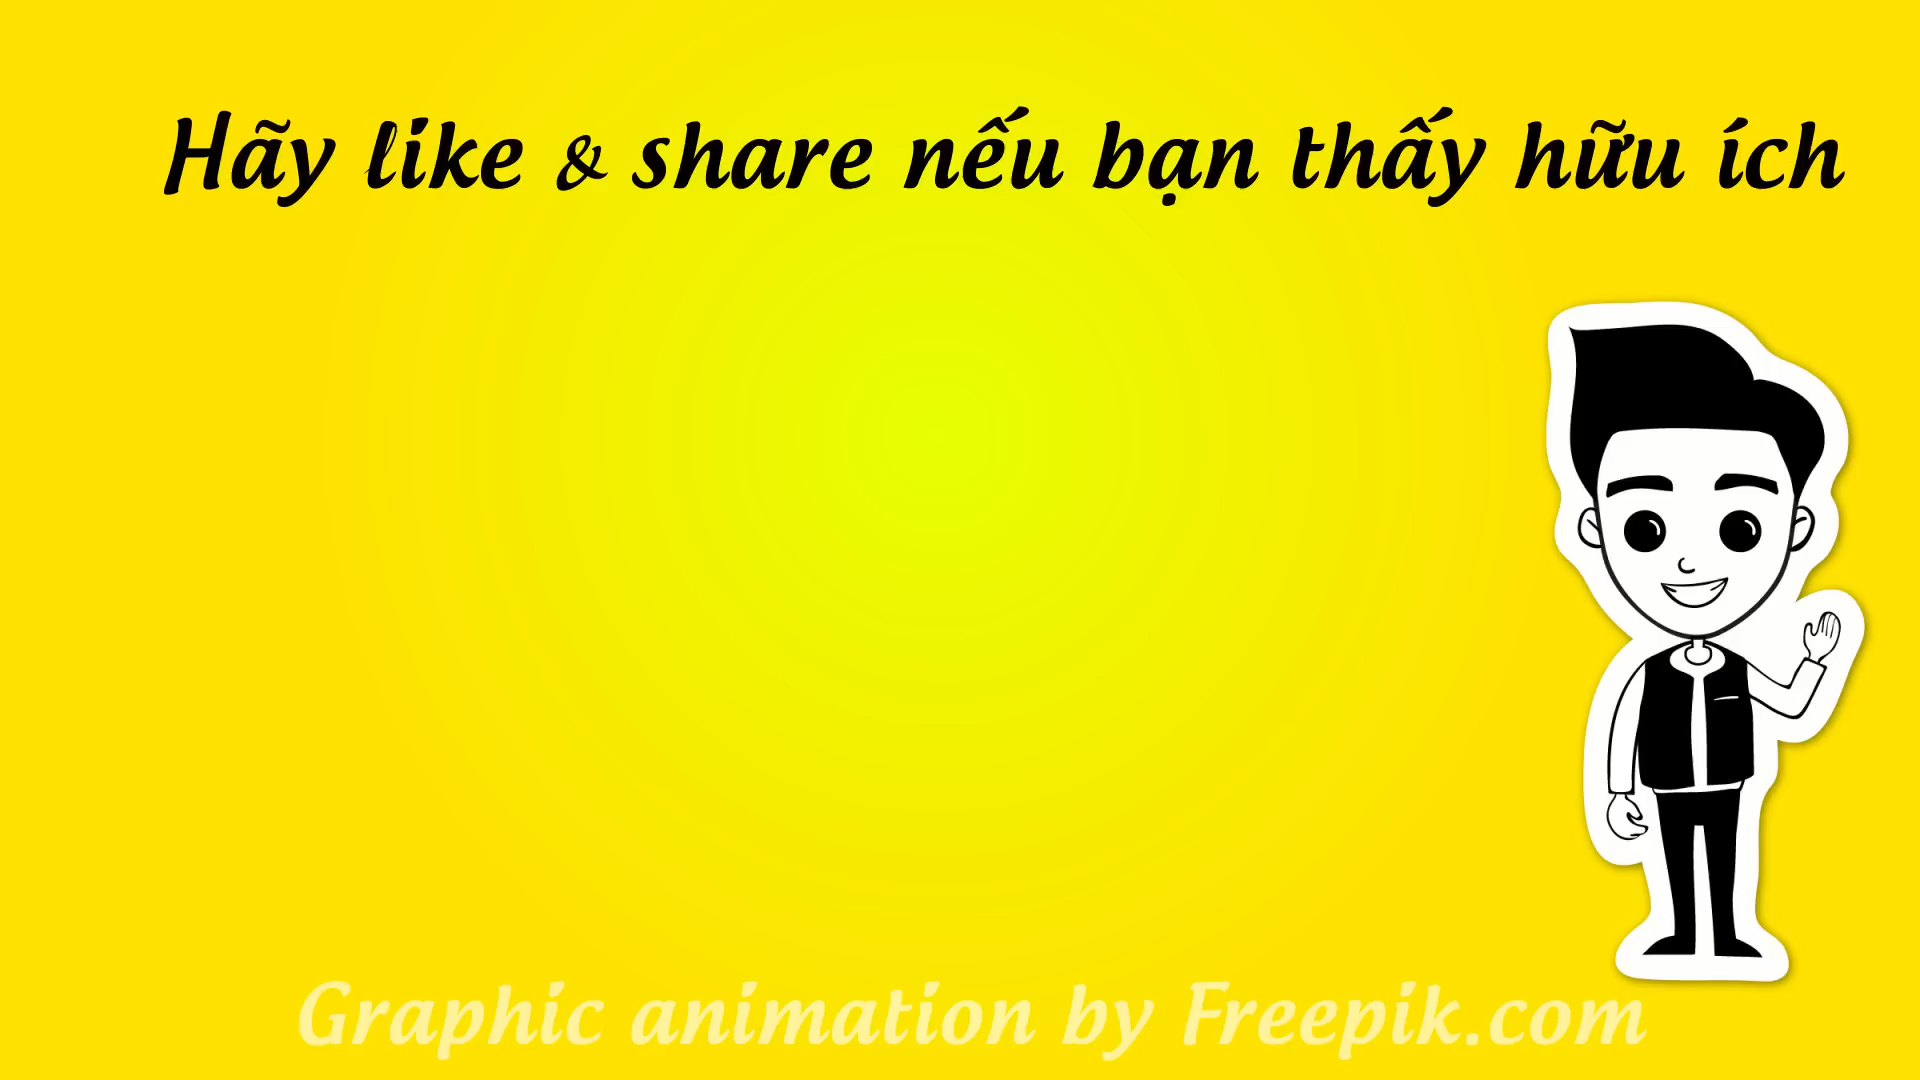 Hãy like & share nếu bạn thấy hữu ích
Graphic animation by Freepik.com